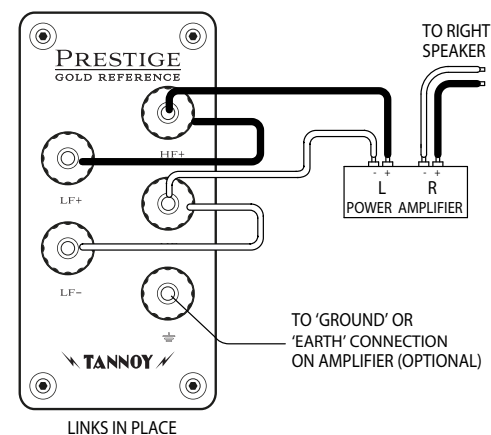 PRESTIGE
GOLD REFERENCE
HF+
LF+
LF–
TANNOY
LINKS IN PLACE
TO RIGHT
SPEAKER
- + - +
L R
POWER AMPLIFIER
TO ‘GROUND’ OR
‘EARTH’ CONNECTION
ON AMPLIFIER (OPTIONAL)